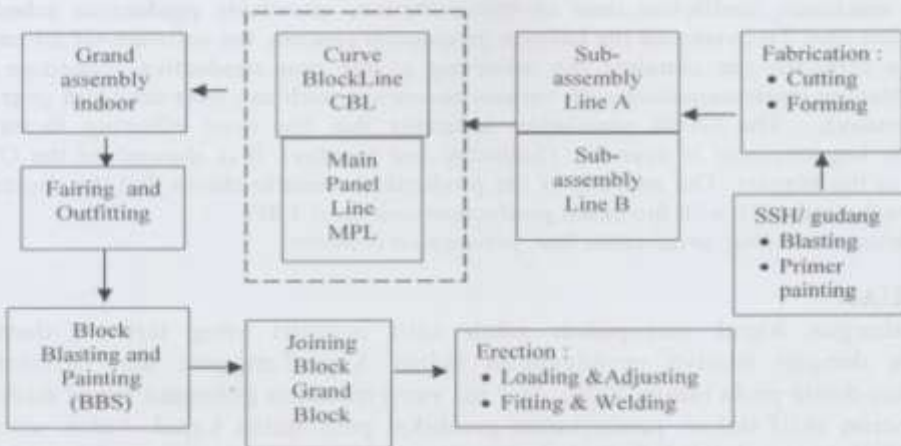 Grand
assembly
indoor
Curve
BlockLine
CBL
Main
Panel
Line
MPL
Sub-
assembly
Line A
Sub-
assembly
Line B
Fabrication :
• Cutting
• Forming
Fairing and
Outfitting
SSH/ gudang
• Blasting
• Primer
painting
Block
Blasting and
Painting
(BBS)
Joining
Block
Grand
Block
Erection :
• Loading &Adjusting
• Fitting & Welding